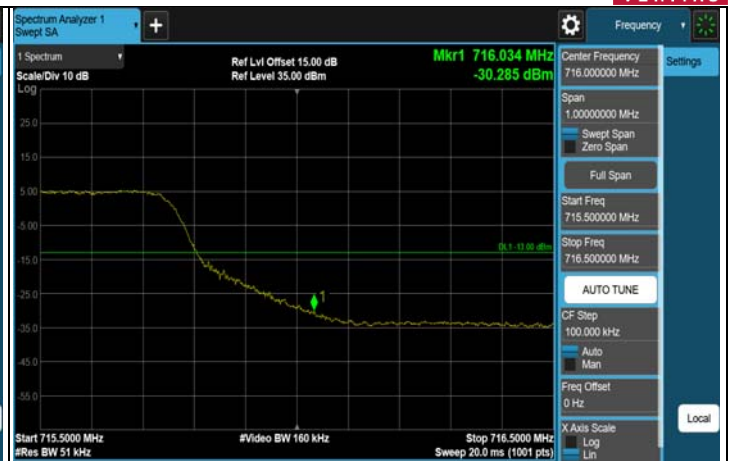 Spectrum Analyzer 1
Swept SA
+
Frequency
1 Spectrum
Scale/Div 10 dB
Ref Lvl Offset 15.00 dB
Ref Level 35.00 dBm
Mkr1 716.034 MHz
-30.285 dBm
Log
25.0
15.0
5.00
-5.00
-15.0
-25.0
-35.0
-45.0
-55.0
DL1 -13.00 dBm
1
Start 715.5000 MHz
#Res BW 51 kHz
#Video BW 160 kHz
Stop 716.5000 MHz
Sweep 20.0 ms (1001 pts)
Center Frequency
716.000000 MHz
Settings
Span
1.00000000 MHz
Swept Span
Zero Span
Full Span
Start Freq
715.500000 MHz
Stop Freq
716.500000 MHz
AUTO TUNE
CF Step
100.000 kHz
Auto
Man
Freq Offset
0 Hz
X Axis Scale
Log
Lin
Local